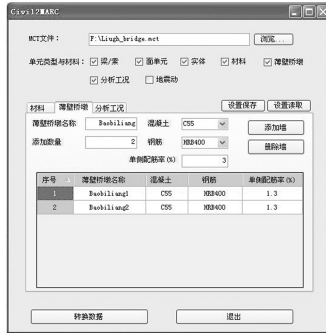 Civil2MARC
MCT文件： F:\Liugh_bridge.mct 浏览...
单元类型与材料： 梁/索 面单元 实体 材料 薄壁桥墩
分析工况 地震动
材料 薄壁桥墩 分析工况 设置保存 设置读取
薄壁桥墩名称 Baobiliang 混凝土 C55 添加墙
添加数量 2 钢筋 HRB400 删除墙
单侧配筋率(%) 3
序号 薄壁桥墩名称 混凝土 钢筋 单侧配筋率(%)
1 Baobiliang1 C55 HRB400 1.3
2 Baobiliang2 C55 HRB400 1.3
转换数据 退出